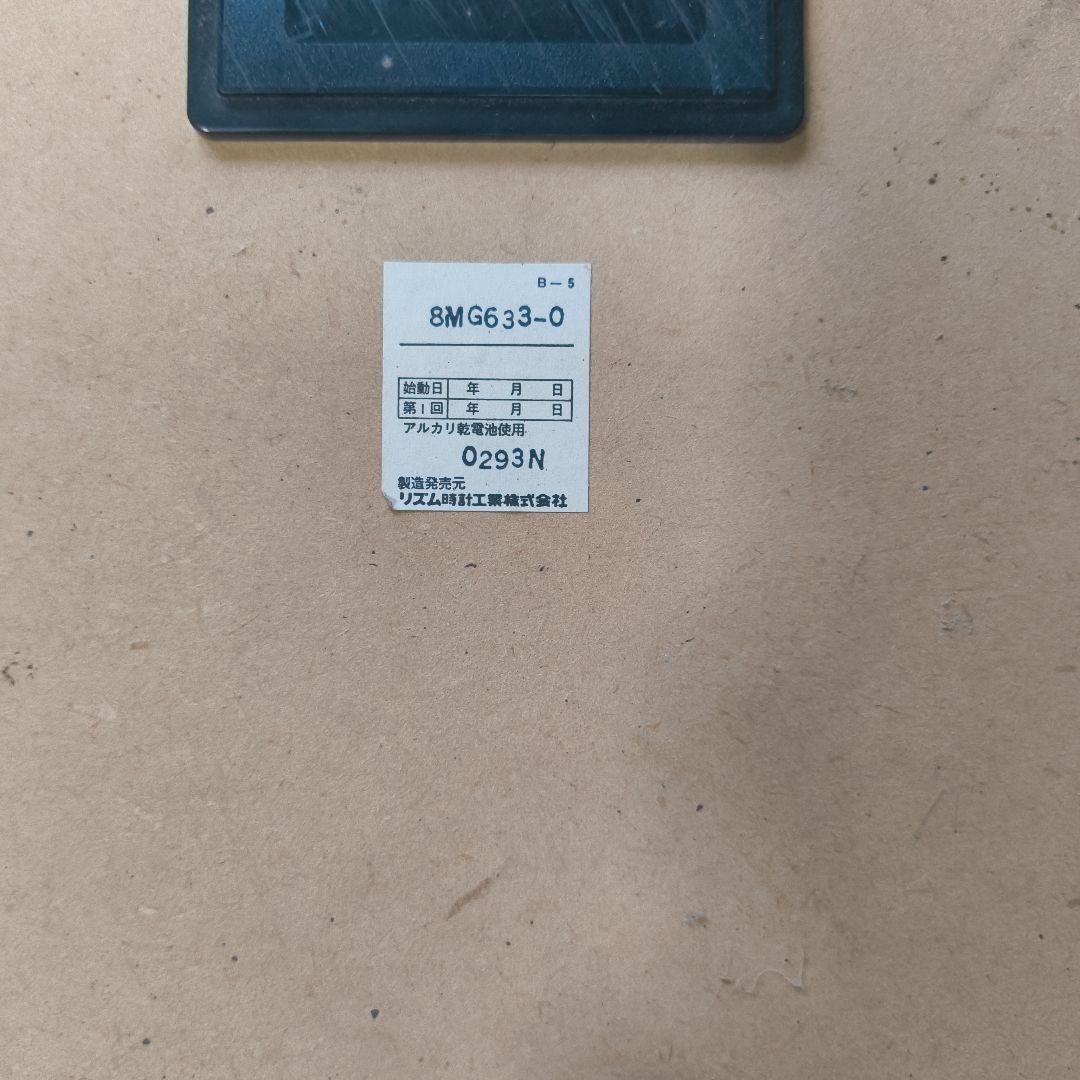 B-5
8MG633-0
始動日 年 月 日
第1回 年 月 日
アルカリ乾電池使用
0293N
製造発売元
リズム時計工業株式会社